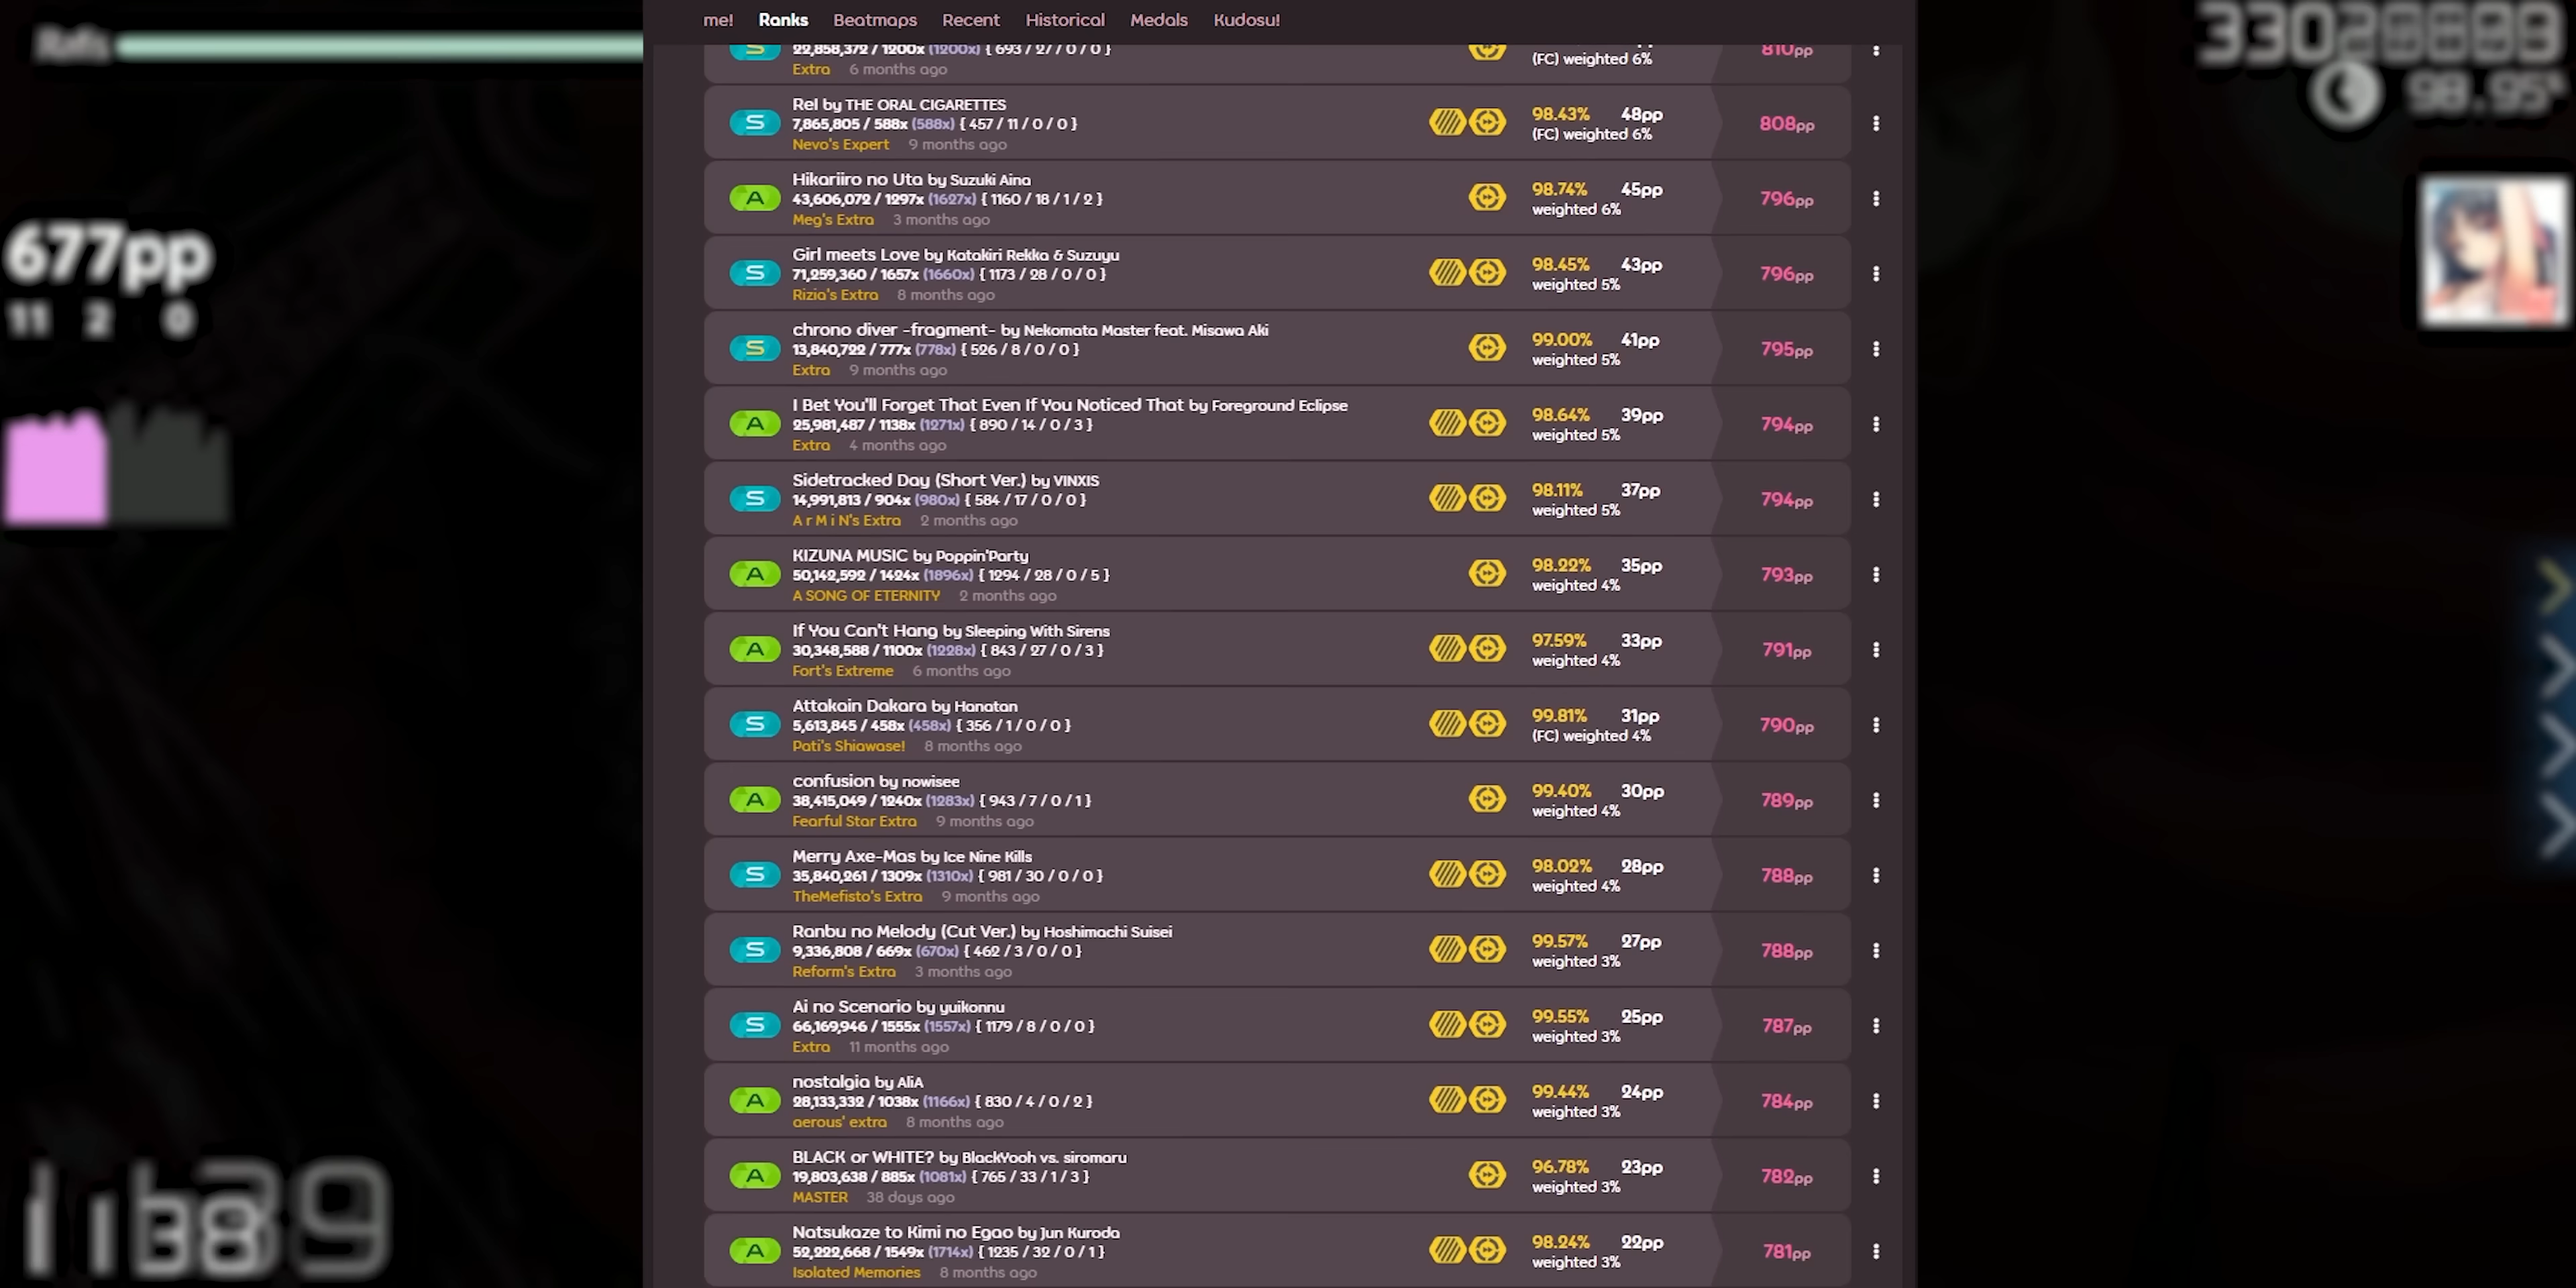 me! Ranks Beatmaps Recent Historical Medals Kudosu!
S 22,858,372 / 1200x (1200x) { 693 / 27 / 0 / 0 } 810pp
(FC) weighted 6%
Extra 6 months ago
Rel by THE ORAL CIGARETTES
S 7,865,805 / 588x (588x) { 457 / 11 / 0 / 0 } 98.43% 48pp 808pp
(FC) weighted 6%
Nevo's Expert 9 months ago
Hikariiro no Uta by Suzuki Aina
A 43,606,072 / 1297x (1627x) { 1160 / 18 / 1 / 2 } 98.74% 45pp 796pp
weighted 6%
Meg's Extra 3 months ago
Girl meets Love by Katakiri Rekka & Suzuyu
S 71,259,360 / 1657x (1660x) { 1173 / 28 / 0 / 0 } 98.45% 43pp 796pp
weighted 5%
Rizia's Extra 8 months ago
chrono diver -fragment- by Nekomata Master feat. Misawa Aki
S 13,840,722 / 777x (778x) { 526 / 8 / 0 / 0 } 99.00% 41pp 795pp
weighted 5%
Extra 9 months ago
I Bet You'll Forget That Even If You Noticed That by Foreground Eclipse
A 25,981,487 / 1138x (1271x) { 890 / 14 / 0 / 3 } 98.64% 39pp 794pp
weighted 5%
Extra 4 months ago
Sidetracked Day (Short Ver.) by VINXIS
S 14,991,813 / 904x (980x) { 584 / 17 / 0 / 0 } 98.11% 37pp 794pp
weighted 5%
A r M i N's Extra 2 months ago
KIZUNA MUSIC by Poppin'Party
A 50,142,592 / 1424x (1896x) { 1294 / 28 / 0 / 5 } 98.22% 35pp 793pp
weighted 4%
A SONG OF ETERNITY 2 months ago
If You Can't Hang by Sleeping With Sirens
A 30,348,588 / 1100x (1228x) { 843 / 27 / 0 / 3 } 97.59% 33pp 791pp
weighted 4%
Fort's Extreme 6 months ago
Attakain Dakara by Hanatan
S 5,613,845 / 458x (458x) { 356 / 1 / 0 / 0 } 99.81% 31pp 790pp
(FC) weighted 4%
Pati's Shiawase! 8 months ago
confusion by nowisee
A 38,415,049 / 1240x (1283x) { 943 / 7 / 0 / 1 } 99.40% 30pp 789pp
weighted 4%
Fearful Star Extra 9 months ago
Merry Axe-Mas by Ice Nine Kills
S 35,840,261 / 1309x (1310x) { 981 / 30 / 0 / 0 } 98.02% 28pp 788pp
weighted 4%
TheMefisto's Extra 9 months ago
Ranbu no Melody (Cut Ver.) by Hoshimachi Suisei
S 9,336,808 / 669x (670x) { 462 / 3 / 0 / 0 } 99.57% 27pp 788pp
weighted 3%
Reform's Extra 3 months ago
Ai no Scenario by yuikonnu
S 66,169,946 / 1555x (1557x) { 1179 / 8 / 0 / 0 } 99.55% 25pp 787pp
weighted 3%
Extra 11 months ago
nostalgia by AliA
A 28,133,332 / 1038x (1166x) { 830 / 4 / 0 / 2 } 99.44% 24pp 784pp
weighted 3%
aerous' extra 8 months ago
BLACK or WHITE? by BlackYooh vs. siromaru
A 19,803,638 / 885x (1081x) { 765 / 33 / 1 / 3 } 96.78% 23pp 782pp
weighted 3%
MASTER 38 days ago
Natsukaze to Kimi no Egao by Jun Kuroda
A 52,222,668 / 1549x (1714x) { 1235 / 32 / 0 / 1 } 98.24% 22pp 781pp
weighted 3%
Isolated Memories 8 months ago
677pp
11 2 0
98.95%